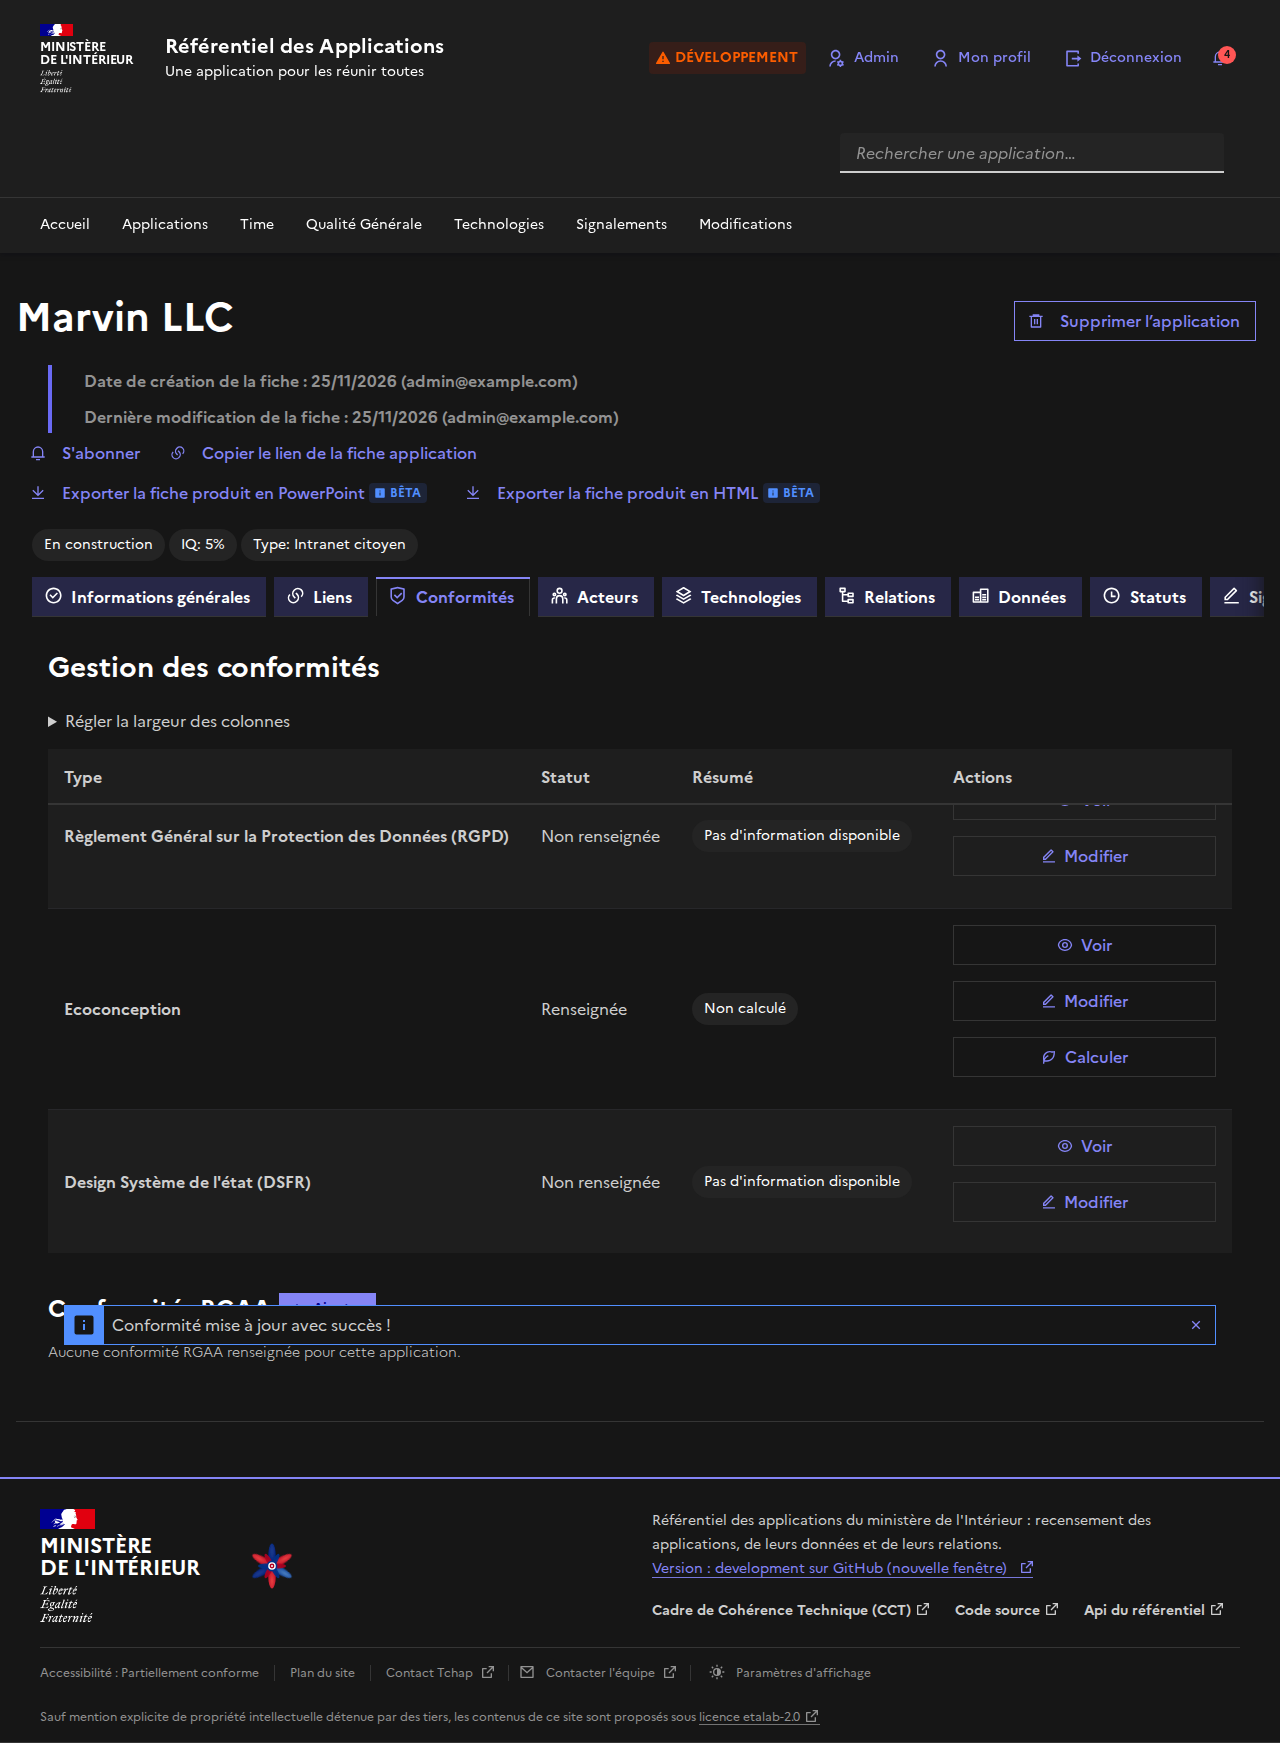 MINISTÈRE
DE L'INTÉRIEUR
Liberté
Égalité
Fraternité
Référentiel des Applications
Une application pour les réunir toutes
DÉVELOPPEMENT
Admin
Mon profil
Déconnexion
4
Rechercher une application…
Accueil
Applications
Time
Qualité Générale
Technologies
Signalements
Modifications
Marvin LLC
Supprimer l’application
Date de création de la fiche : 25/11/2026 (admin@example.com)
Dernière modification de la fiche : 25/11/2026 (admin@example.com)
S'abonner
Copier le lien de la fiche application
Exporter la fiche produit en PowerPoint BÊTA
Exporter la fiche produit en HTML BÊTA
En construction
IQ: 5%
Type: Intranet citoyen
Informations générales
Liens
Conformités
Acteurs
Technologies
Relations
Données
Statuts
Gestion des conformités
Régler la largeur des colonnes
Type
Statut
Résumé
Actions
Règlement Général sur la Protection des Données (RGPD)
Non renseignée
Pas d'information disponible
Modifier
Ecoconception
Renseignée
Non calculé
Voir
Modifier
Calculer
Design Système de l'état (DSFR)
Non renseignée
Pas d'information disponible
Voir
Modifier
Conformité mise à jour avec succès !
Aucune conformité RGAA renseignée pour cette application.
MINISTÈRE
DE L'INTÉRIEUR
Liberté
Égalité
Fraternité
Référentiel des applications du ministère de l'Intérieur : recensement des
applications, de leurs données et de leurs relations.
Version : development sur GitHub (nouvelle fenêtre)
Cadre de Cohérence Technique (CCT)
Code source
Api du référentiel
Accessibilité : Partiellement conforme
Plan du site
Contact Tchap
Contacter l'équipe
Paramètres d'affichage
Sauf mention explicite de propriété intellectuelle détenue par des tiers, les contenus de ce site sont proposés sous licence etalab-2.0